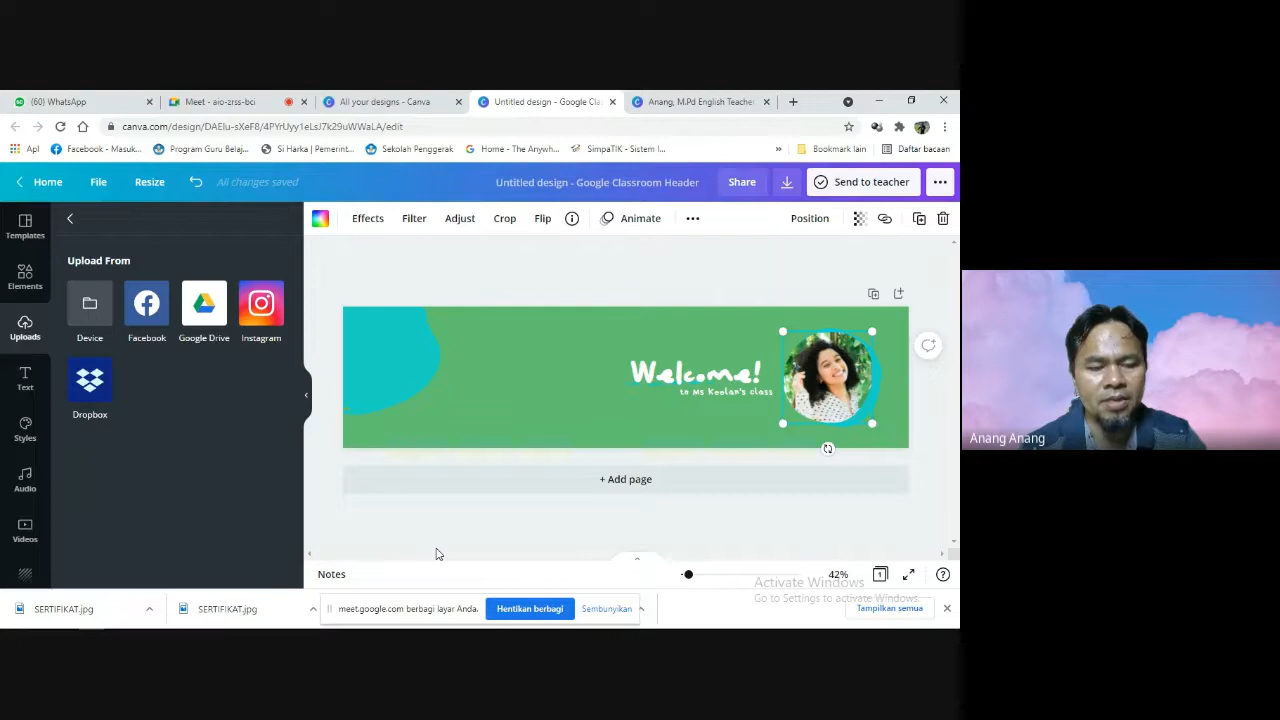 (60) WhatsApp
Meet - aio-zrss-bci
All your designs - Canva
Untitled design - Google Cla
Anang, M.Pd English Teache
canva.com/design/DAElu-sXeF8/4PYrUyy1eLsJ7k29uWWaLA/edit
Apl
Facebook - Masuk...
Program Guru Belaj...
Si Harka | Pemerint...
Sekolah Penggerak
Home - The Anywh...
SimpaTIK - Sistem I...
»
Bookmark lain
Daftar bacaan
Home
File
Resize
All changes saved
Untitled design - Google Classroom Header
Share
Send to teacher
Effects
Filter
Adjust
Crop
Flip
Animate
Position
Templates
Elements
Uploads
Text
Styles
Audio
Videos
Upload From
Device
Facebook
Google Drive
Instagram
Dropbox
Welcome!
to Ms Keelan's class
+ Add page
Anang Anang
Notes
42%
1
Activate Windows
Go to Settings to activate Windows.
SERTIFIKAT.jpg
SERTIFIKAT.jpg
meet.google.com berbagi layar Anda.
Hentikan berbagi
Sembunyikan
Tampilkan semua